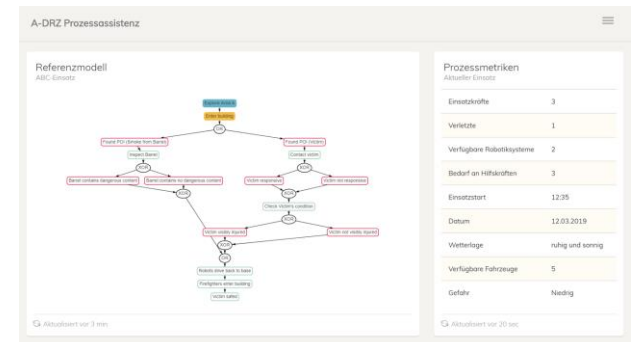 A-DRZ Prozessassistenz
Referenzmodell
ABC Einsatz
Explore indoor
Enter building
OR
Found POI (Smoke from Barrel)
Found POI (Victim)
Inspect Barrel
Contact victim
XOR
XOR
Barrel contains dangerous content
Barrel contains no dangerous content
Victim responsive
Victim not responsive
XOR
XOR
Check Victim's condition
XOR
Victim visibly injured
Victim not visibly injured
XOR
OR
Robots drive back to base
Firefighters enter building
Victim safed
Aktualisiert vor 3 min
Prozessmetriken
Aktueller Einsatz
Einsatzkräfte 3
Verletzte 1
Verfügbare Robotiksysteme 2
Bedarf an Hilfskräften 3
Einsatzstart 12:35
Datum 12.03.2019
Wetterlage ruhig und sonnig
Verfügbare Fahrzeuge 5
Gefahr Niedrig
Aktualisiert vor 20 sec